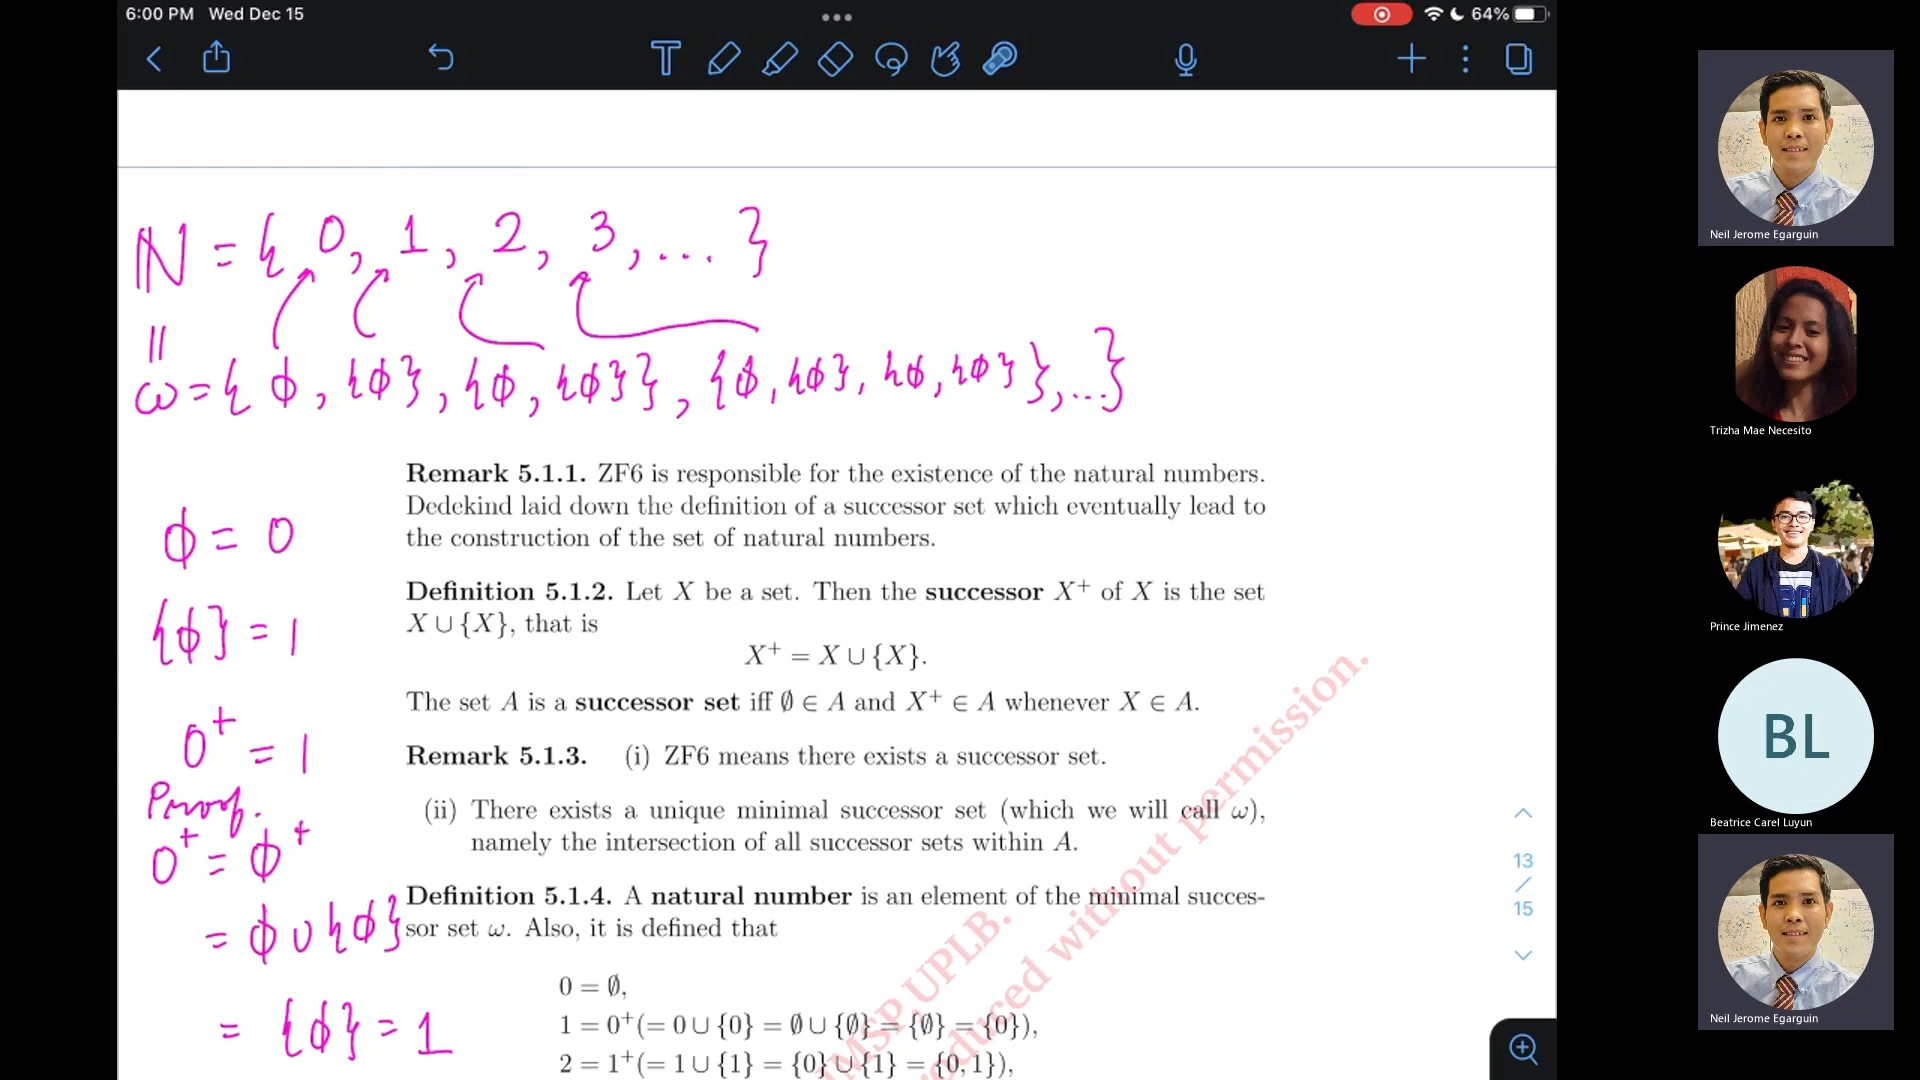 6:00 PM Wed Dec 15
64%
ℕ = { 0, 1, 2, 3, ... }
||
ω = { φ, {φ}, {φ, {φ}}, {φ, {φ}, {φ, {φ} }, ... }
φ = 0
{φ} = 1
0⁺ = 1
Proof.
0⁺ = φ⁺
= φ ∪ {φ}
= {φ} = 1
Remark 5.1.1. ZF6 is responsible for the existence of the natural numbers.
Dedekind laid down the definition of a successor set which eventually lead to
the construction of the set of natural numbers.
Definition 5.1.2. Let X be a set. Then the successor X⁺ of X is the set
X ∪ {X}, that is
X⁺ = X ∪ {X}.
The set A is a successor set iff ∅ ∈ A and X⁺ ∈ A whenever X ∈ A.
Remark 5.1.3. (i) ZF6 means there exists a successor set.
(ii) There exists a unique minimal successor set (which we will call ω),
namely the intersection of all successor sets within A.
Definition 5.1.4. A natural number is an element of the minimal succes-
sor set ω. Also, it is defined that
0 = ∅,
1 = 0⁺(= 0 ∪ {0} = ∅ ∪ {∅} = {∅} = {0}),
2 = 1⁺(= 1 ∪ {1} = {0} ∪ {1} = {0, 1}),
IMSP,UPLB.
without permission.
13
/
15
Neil Jerome Egarguin
Trizha Mae Necesito
Prince Jimenez
BL
Beatrice Carel Luyun
Neil Jerome Egarguin